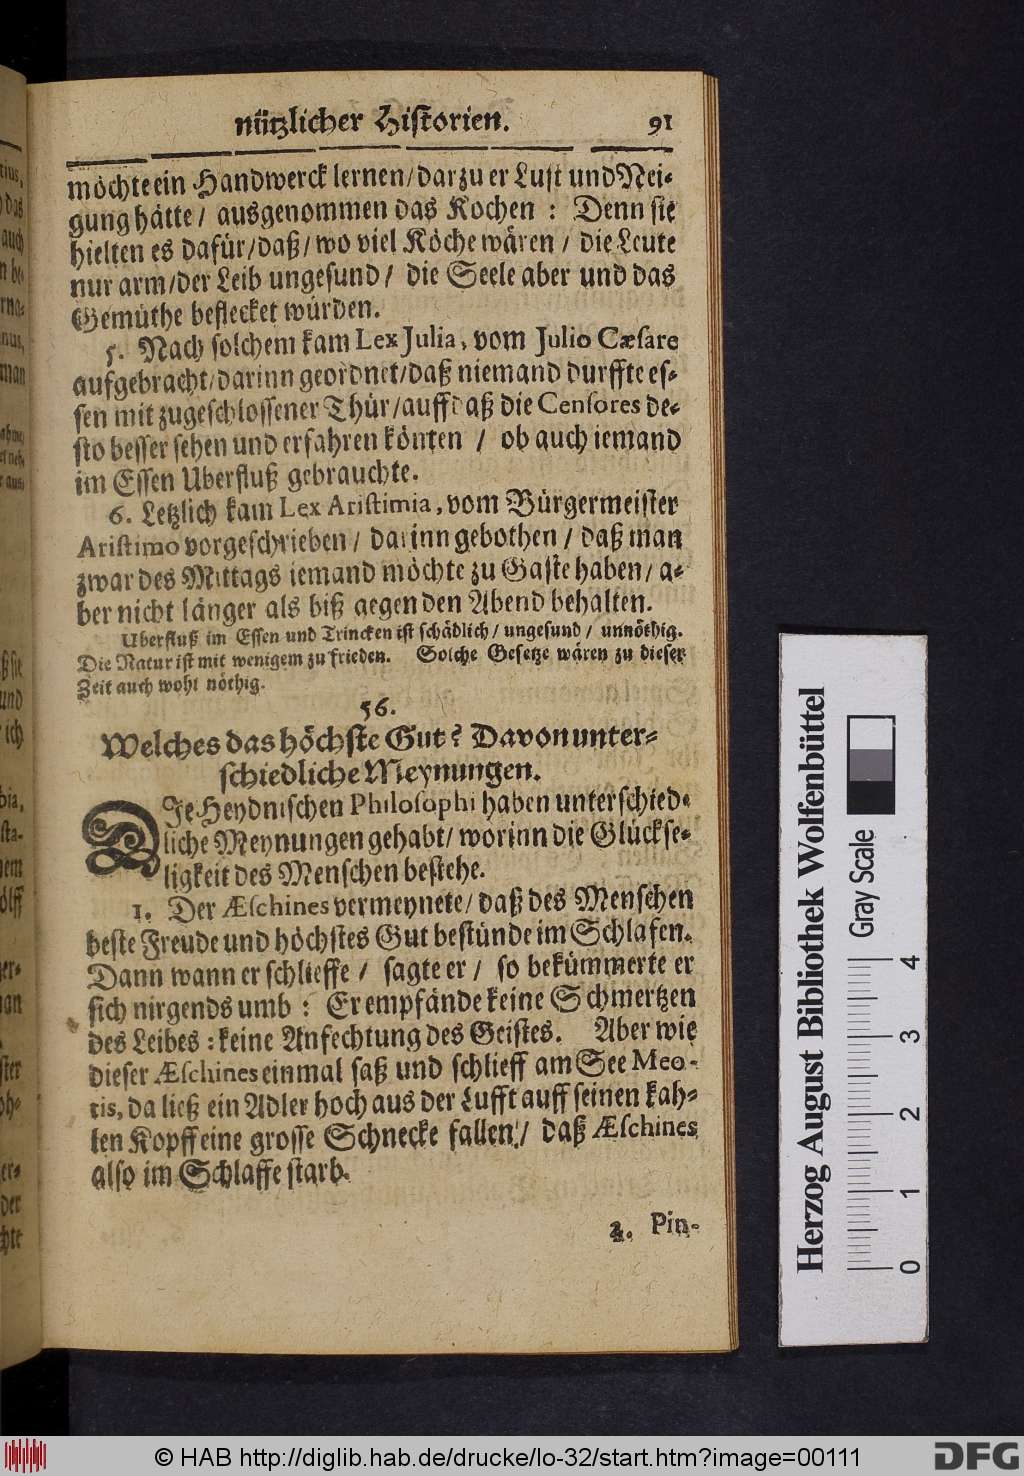 nützlicher Historien. 91
möchte ein Handwerck lernen/ darzu er Lust und Nei-
gung hätte/ ausgenommen das Kochen : Denn sie
hielten es dafür/ daß/ wo viel Köche wären / die Leute
nur arm/ der Leib ungesund/ die Seele aber und das
Gemüthe beflecket würden.
5. Nach solchem kam Lex Julia, vom Julio Cæsare
aufgebracht/ darinn geordnet/ daß niemand durffte es-
sen mit zugeschlossener Thür/ auff daß die Censores de-
sto besser sehen und erfahren könten / ob auch iemand
im Essen Uberfluß gebrauchte.
6. Letzlich kam Lex Aristimia, vom Bürgermeister
Aristimo vorgeschrieben/ darinn gebothen / daß man
zwar des Mittags iemand möchte zu Gaste haben/ a-
ber nicht länger als biß gegen den Abend behalten.
Uberfluß im Essen und Trincken ist schädlich/ ungesund/ unnöthig.
Die Natur ist mit wenigem zu frieden. Solche Gesetze wären zu dieser
Zeit auch wohl nöthig.
56.
Welches das höchste Gut? Davon unter-
schiedliche Meynungen.
DIe Heydnischen Philosophi haben unterschied-
liche Meynungen gehabt/ worinn die Glückse-
ligkeit des Menschen bestehe.
1. Der Æschines vermeynete/ daß des Menschen
beste Freude und höchstes Gut bestünde im Schlafen.
Dann wann er schlieffe / sagte er / so bekümmerte er
sich nirgends umb : Er empfände keine Schmertzen
des Leibes : keine Anfechtung des Geistes. Aber wie
dieser Æschines einmal saß und schlieff am See Meo-
tis, da ließ ein Adler hoch aus der Lufft auff seinen kah-
len Kopff eine grosse Schnecke fallen/ daß Æschines
also im Schlaffe starb.
2. Pin-
Herzog August Bibliothek Wolfenbüttel
Gray Scale
0 1 2 3 4
© HAB http://diglib.hab.de/drucke/lo-32/start.htm?image=00111
DFG